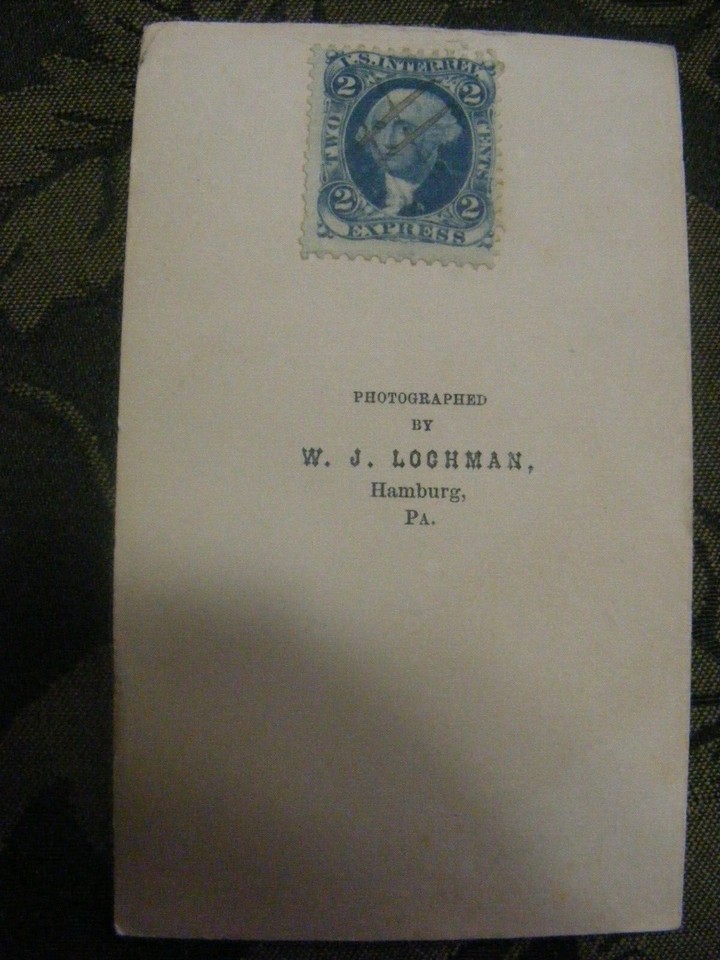 U.S. INTER. REV.
2 2
TWO CENTS
2 2
EXPRESS
PHOTOGRAPHED
BY
W. J. LOCHMAN,
Hamburg,
PA.